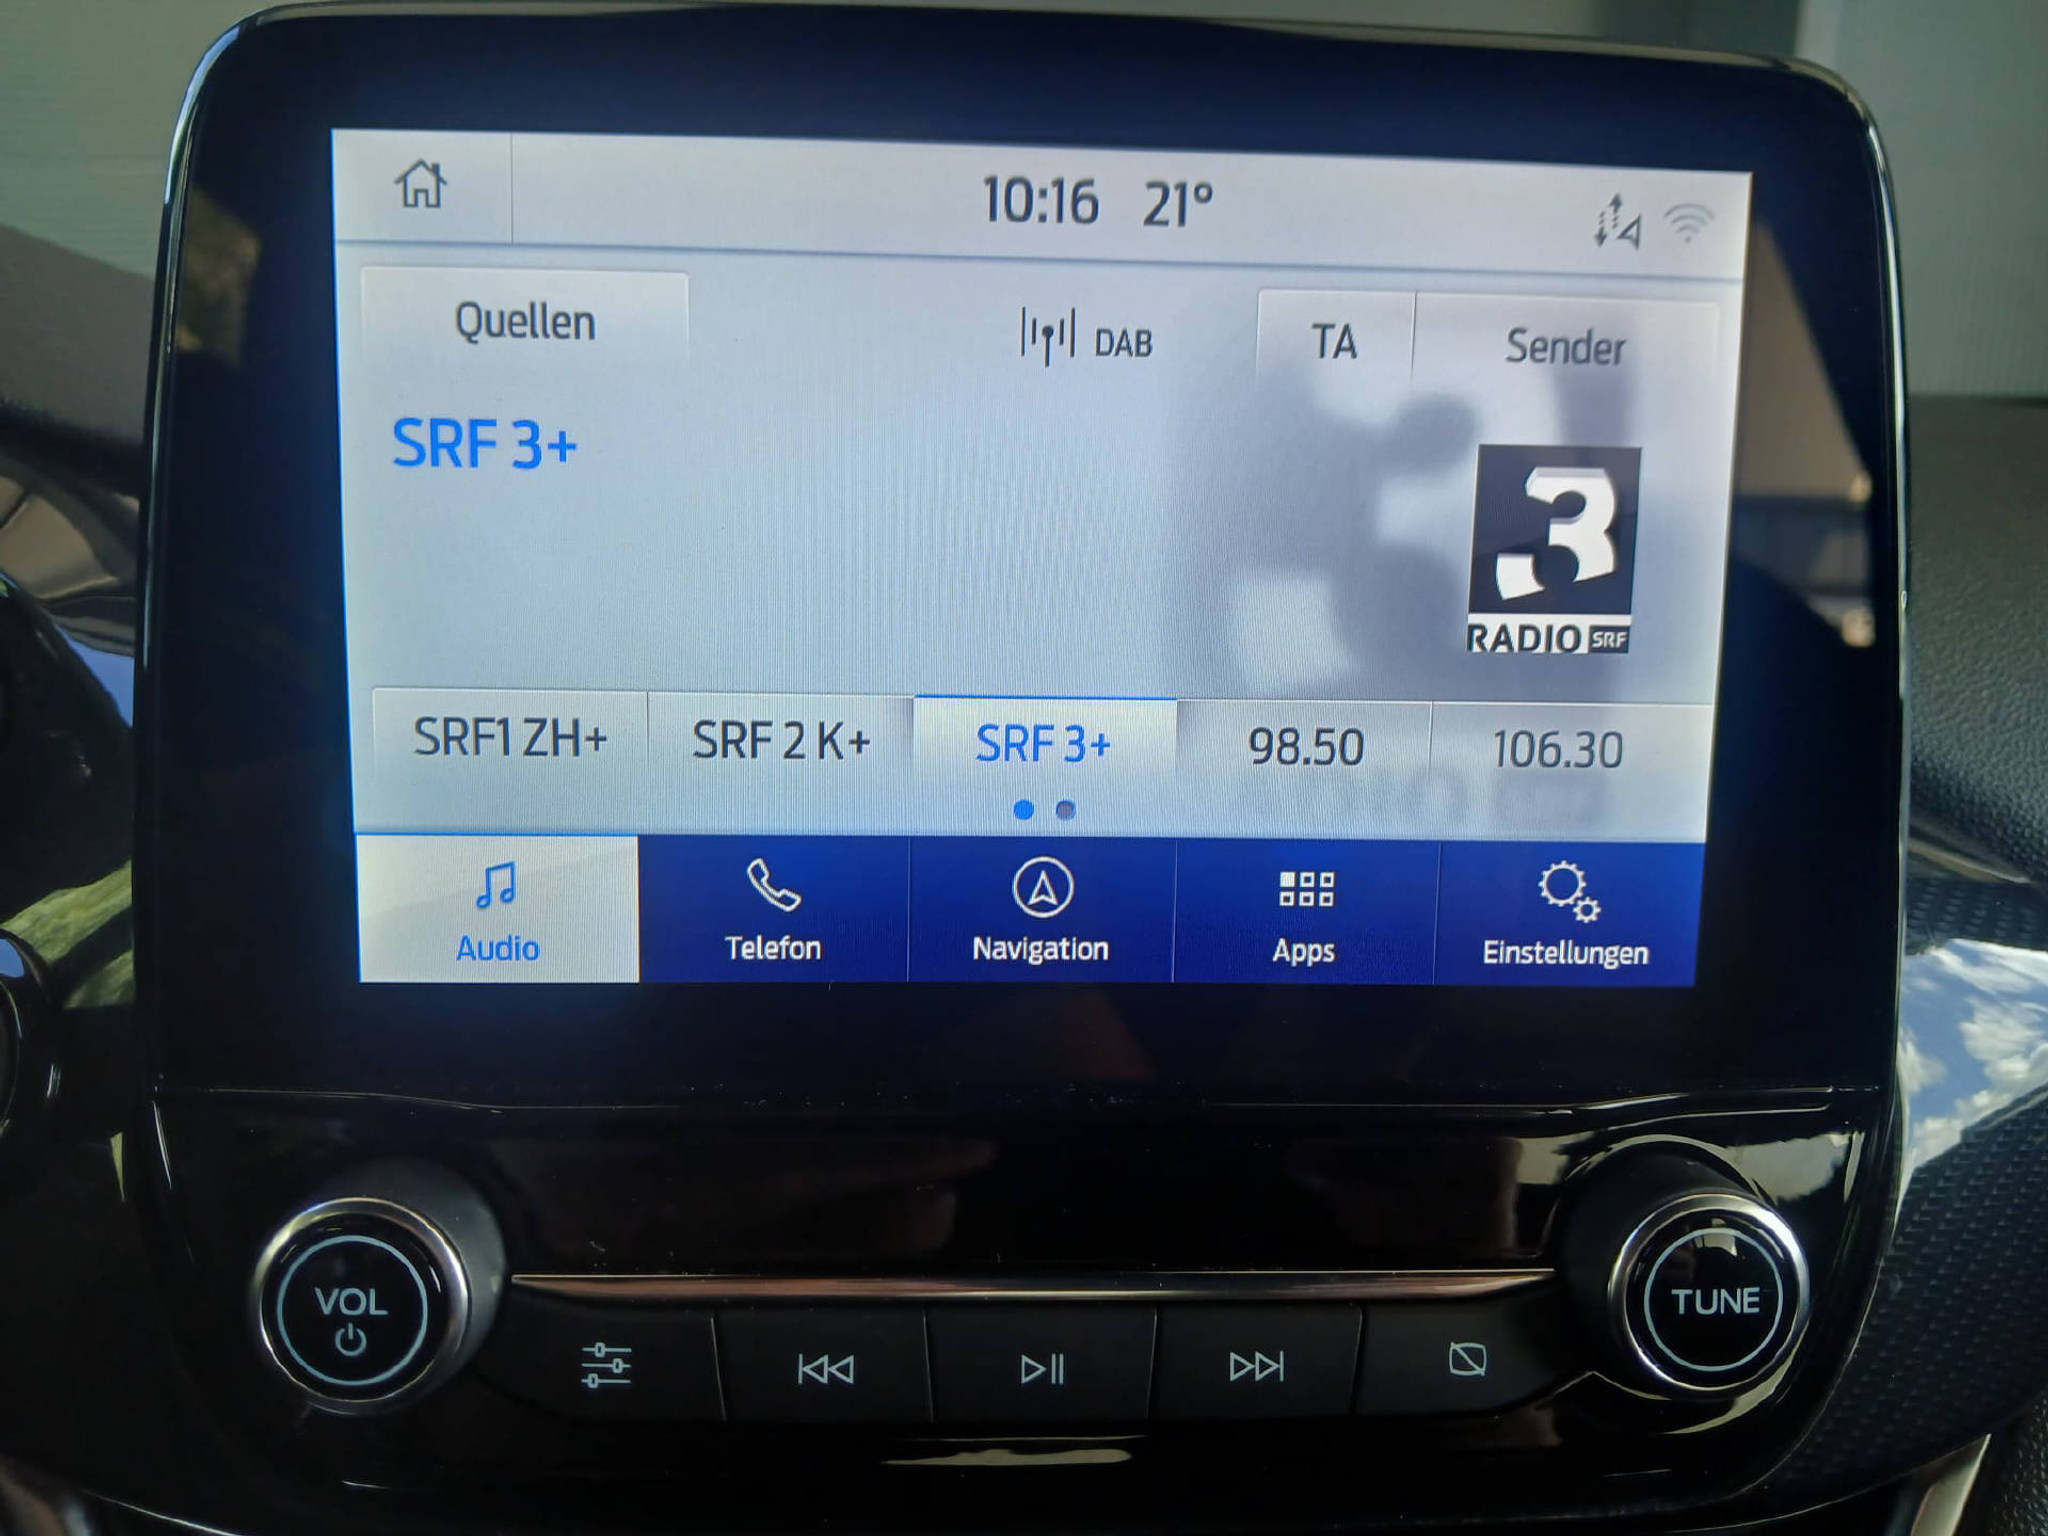 10:16 21°
Quellen
DAB
TA
Sender
SRF 3+
3
RADIO SRF
SRF1 ZH+
SRF 2 K+
SRF 3+
98.50
106.30
Audio
Telefon
Navigation
Apps
Einstellungen
VOL
TUNE